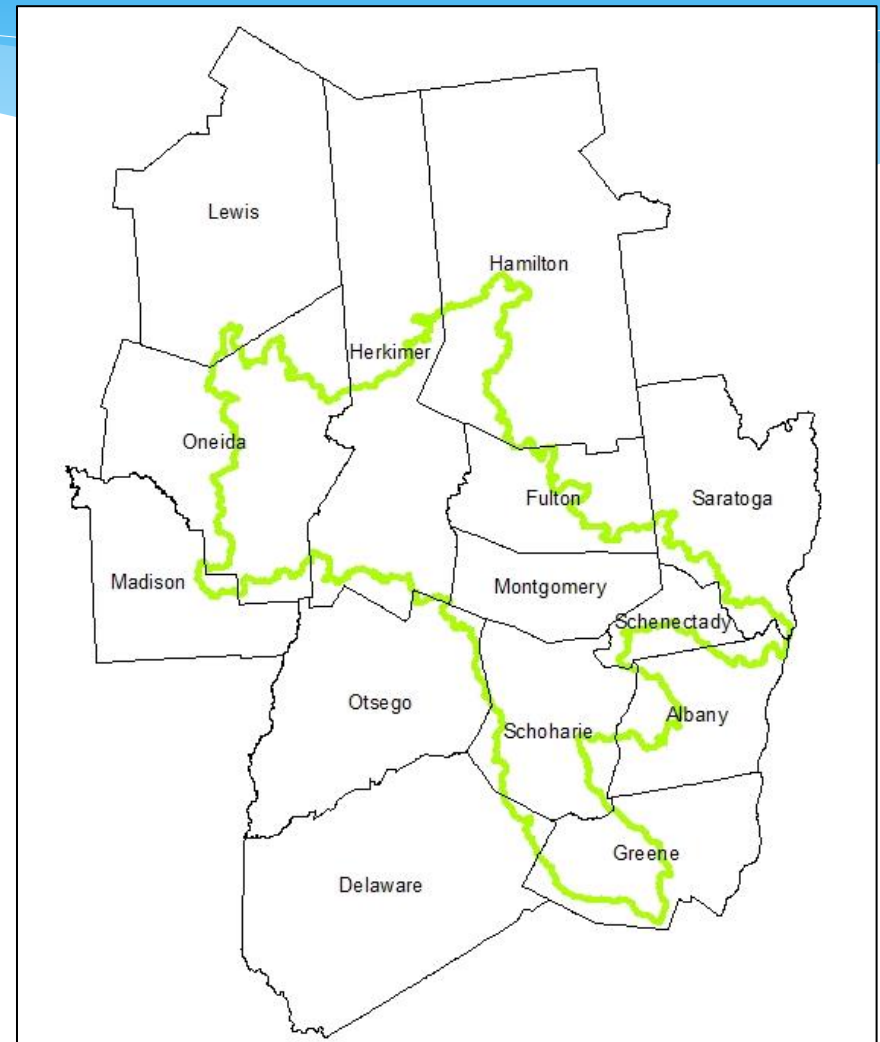 Lewis
Hamilton
Herkimer
Oneida
Fulton
Saratoga
Madison
Montgomery
Schenectady
Otsego
Schoharie
Albany
Greene
Delaware